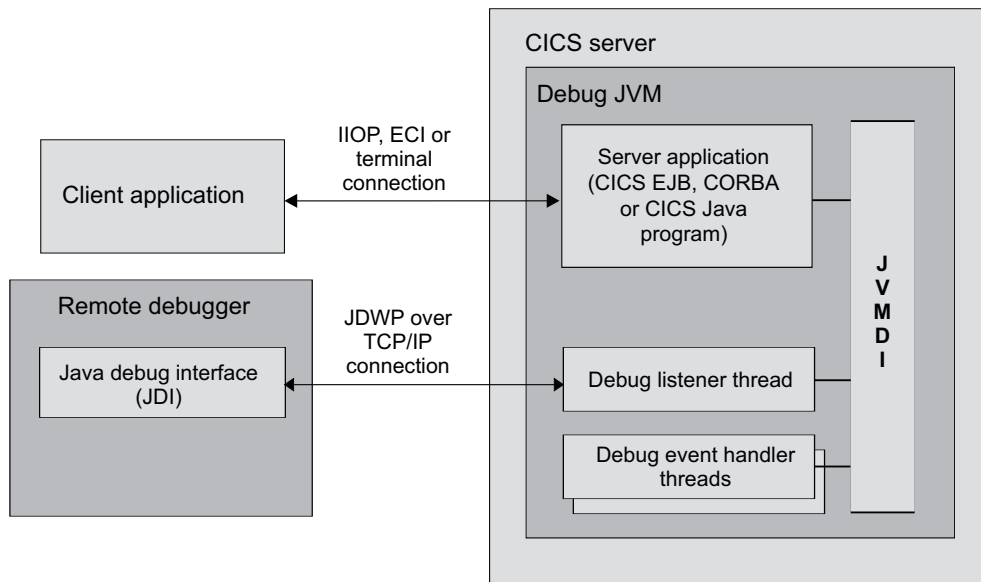 CICS server
Debug JVM
IIOP, ECI or
terminal
connection
Client application
Server application
(CICS EJB, CORBA
or CICS Java
program)
J
V
M
D
I
Remote debugger
JDWP over
TCP/IP
connection
Java debug interface
(JDI)
Debug listener thread
Debug event handler
threads